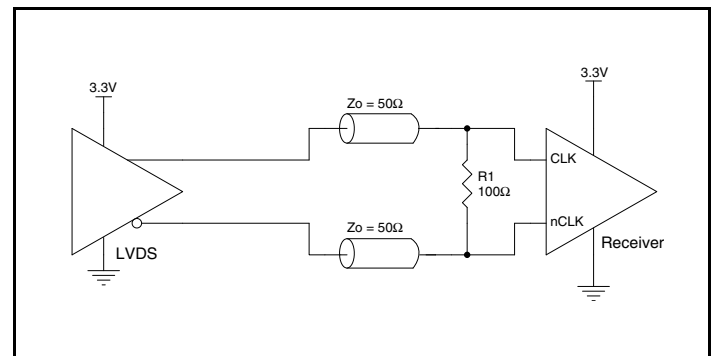 3.3V
3.3V
Zo = 50Ω
CLK
R1
100Ω
nCLK
Zo = 50Ω
LVDS
Receiver